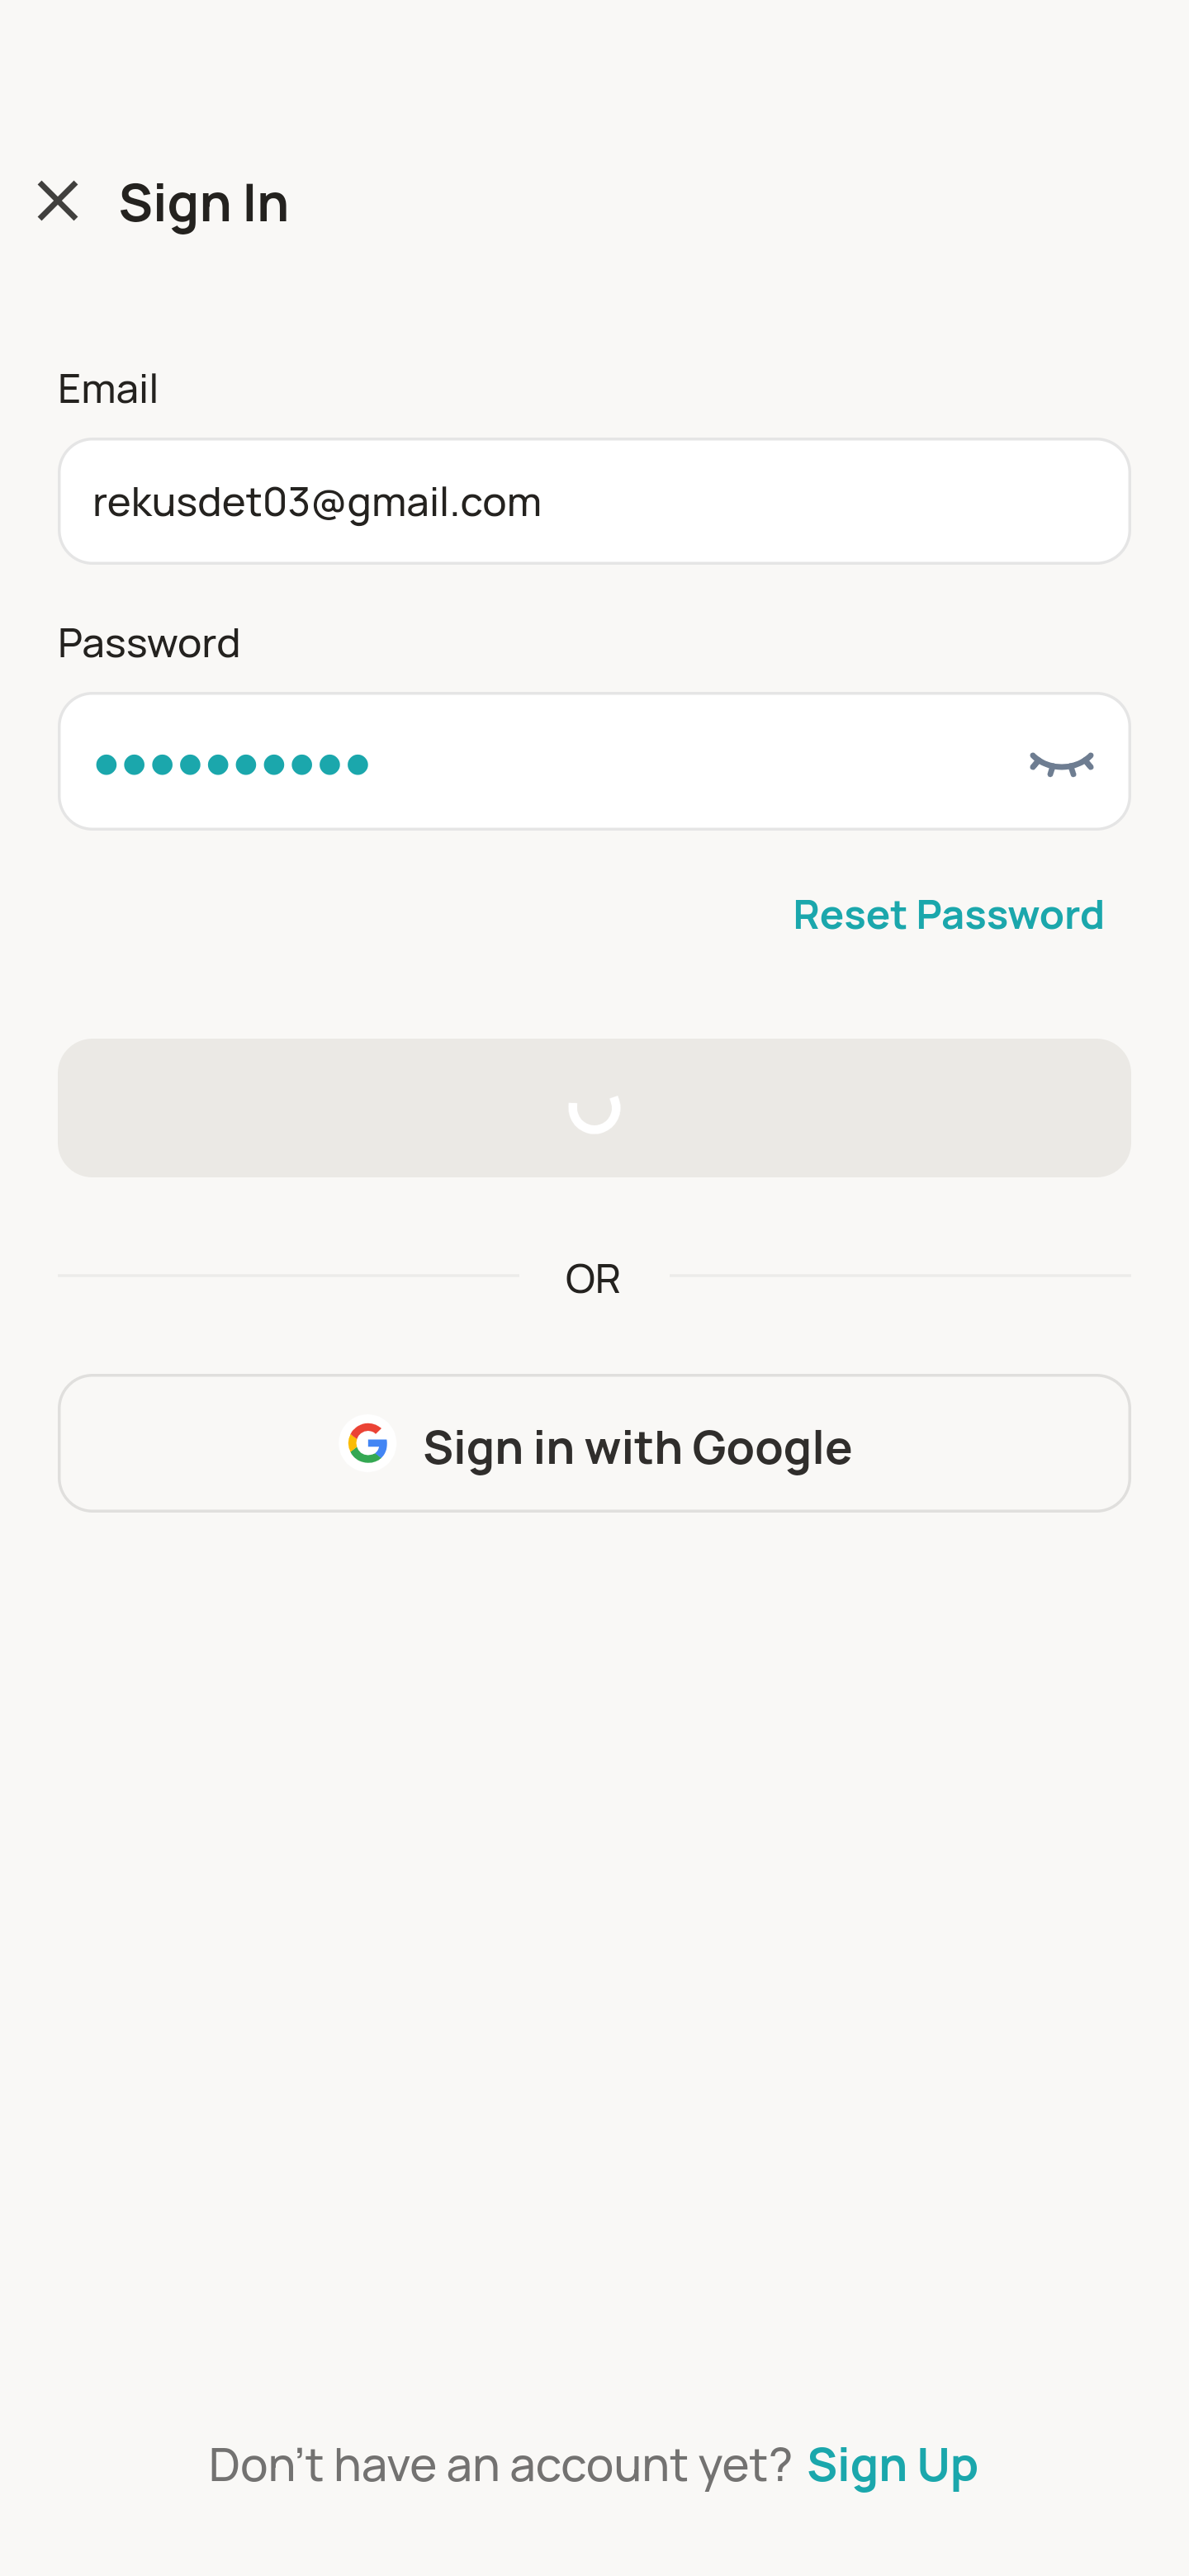 Sign In
Email
rekusdet03@gmail.com
Password
Reset Password
OR
Sign in with Google
Don't have an account yet? Sign Up